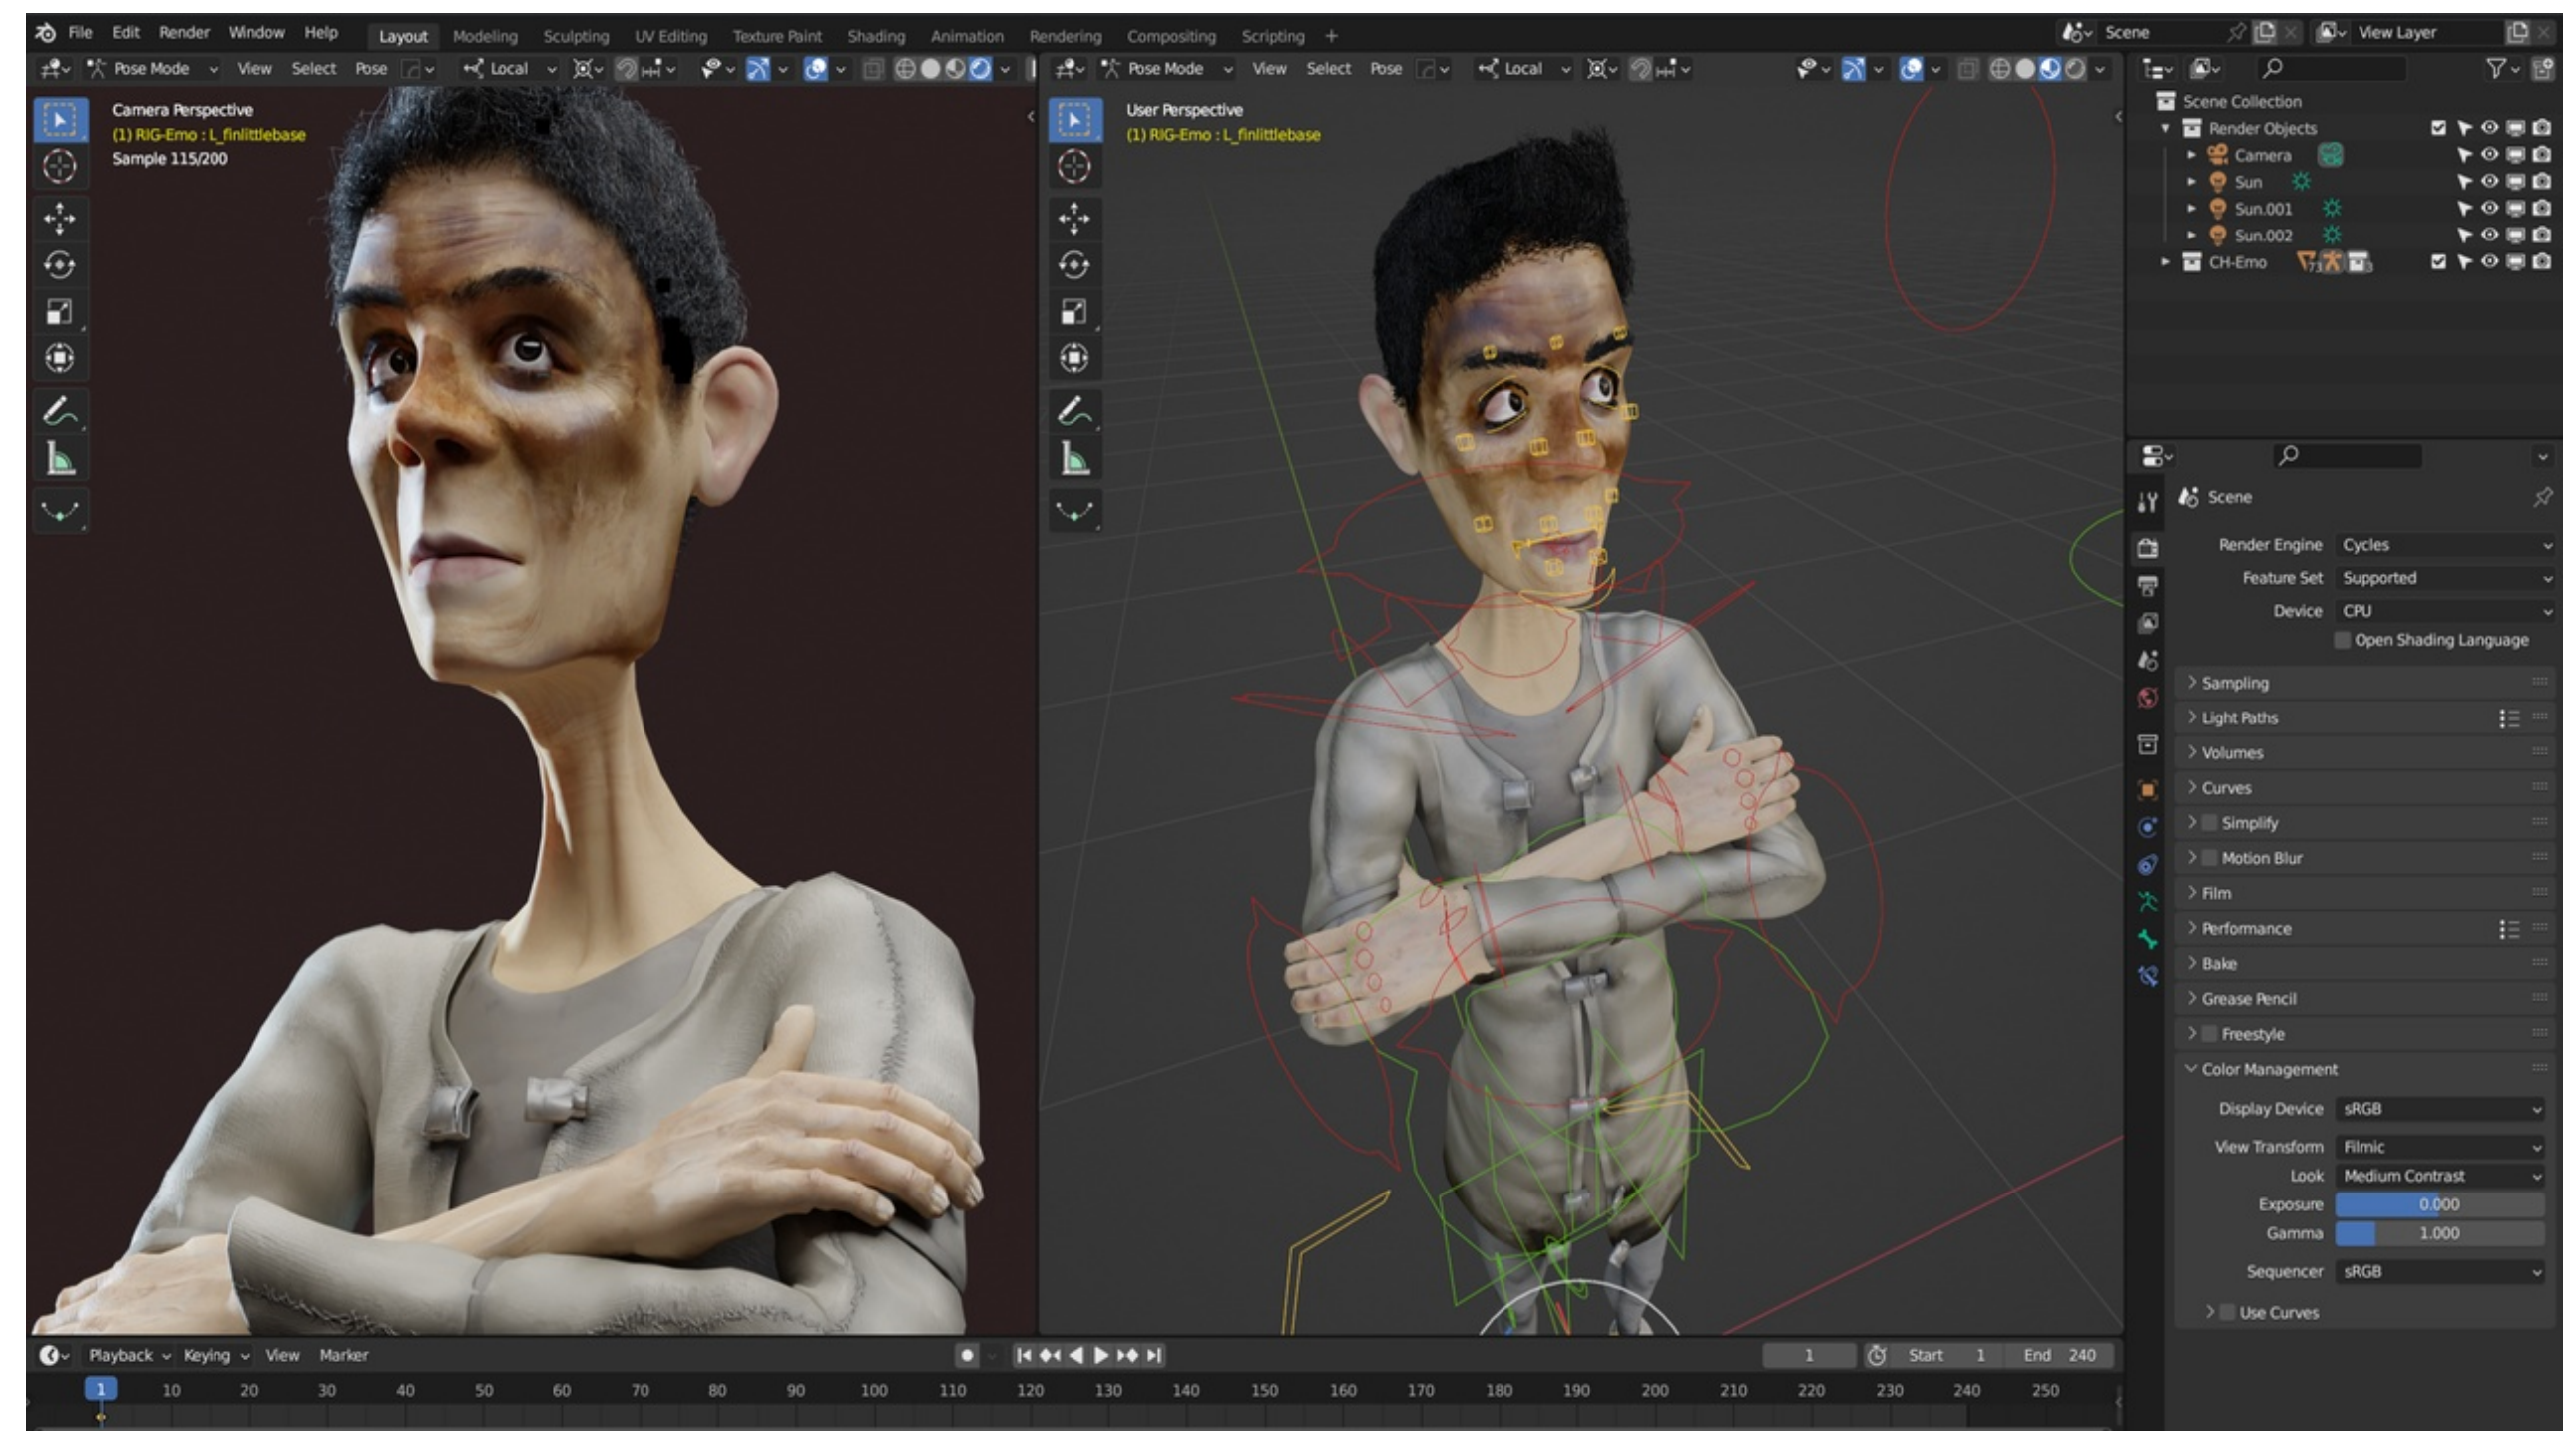 File Edit Render Window Help Layout Modeling Sculpting UV Editing Texture Paint Shading Animation Rendering Compositing Scripting + Scene View Layer
Pose Mode View Select Pose Local
Camera Perspective
(1) RIG-Emo : L_finlittlebase
Sample 115/200
Pose Mode View Select Pose Local
User Perspective
(1) RIG-Emo : L_finlittlebase
Scene Collection
Render Objects
Camera
Sun
Sun.001
Sun.002
CH-Emo 73 3
Scene
Render Engine Cycles
Feature Set Supported
Device CPU
Open Shading Language
Sampling
Light Paths
Volumes
Curves
Simplify
Motion Blur
Film
Performance
Bake
Grease Pencil
Freestyle
Color Management
Display Device sRGB
View Transform Filmic
Look Medium Contrast
Exposure 0.000
Gamma 1.000
Sequencer sRGB
Use Curves
Playback Keying View Marker 1 Start 1 End 240
1 10 20 30 40 50 60 70 80 90 100 110 120 130 140 150 160 170 180 190 200 210 220 230 240 250